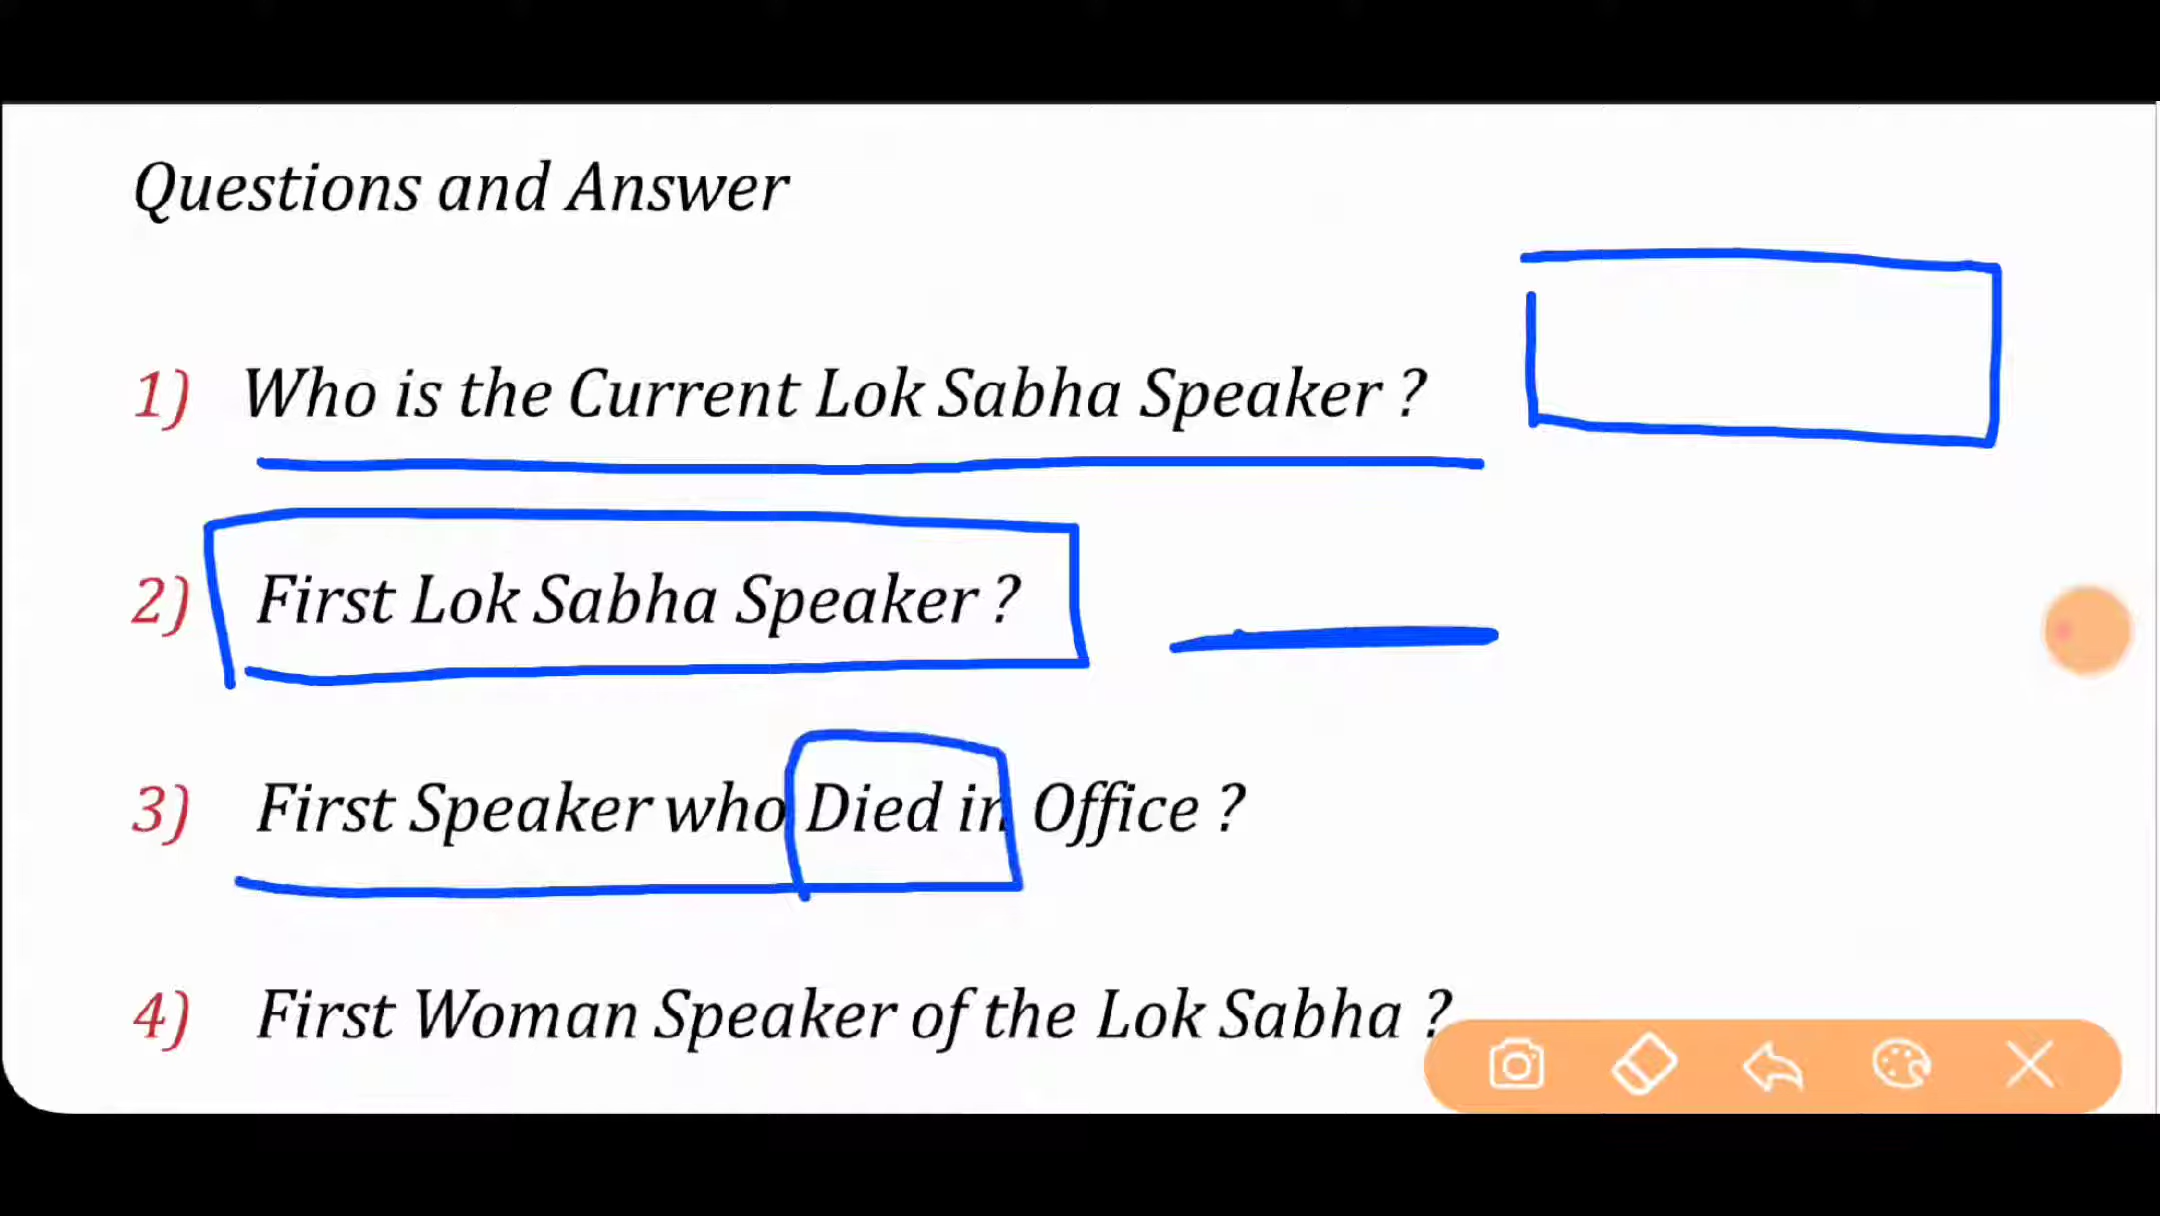 Questions and Answer
1) Who is the Current Lok Sabha Speaker ?
2) First Lok Sabha Speaker ?
3) First Speaker who Died in Office ?
4) First Woman Speaker of the Lok Sabha ?